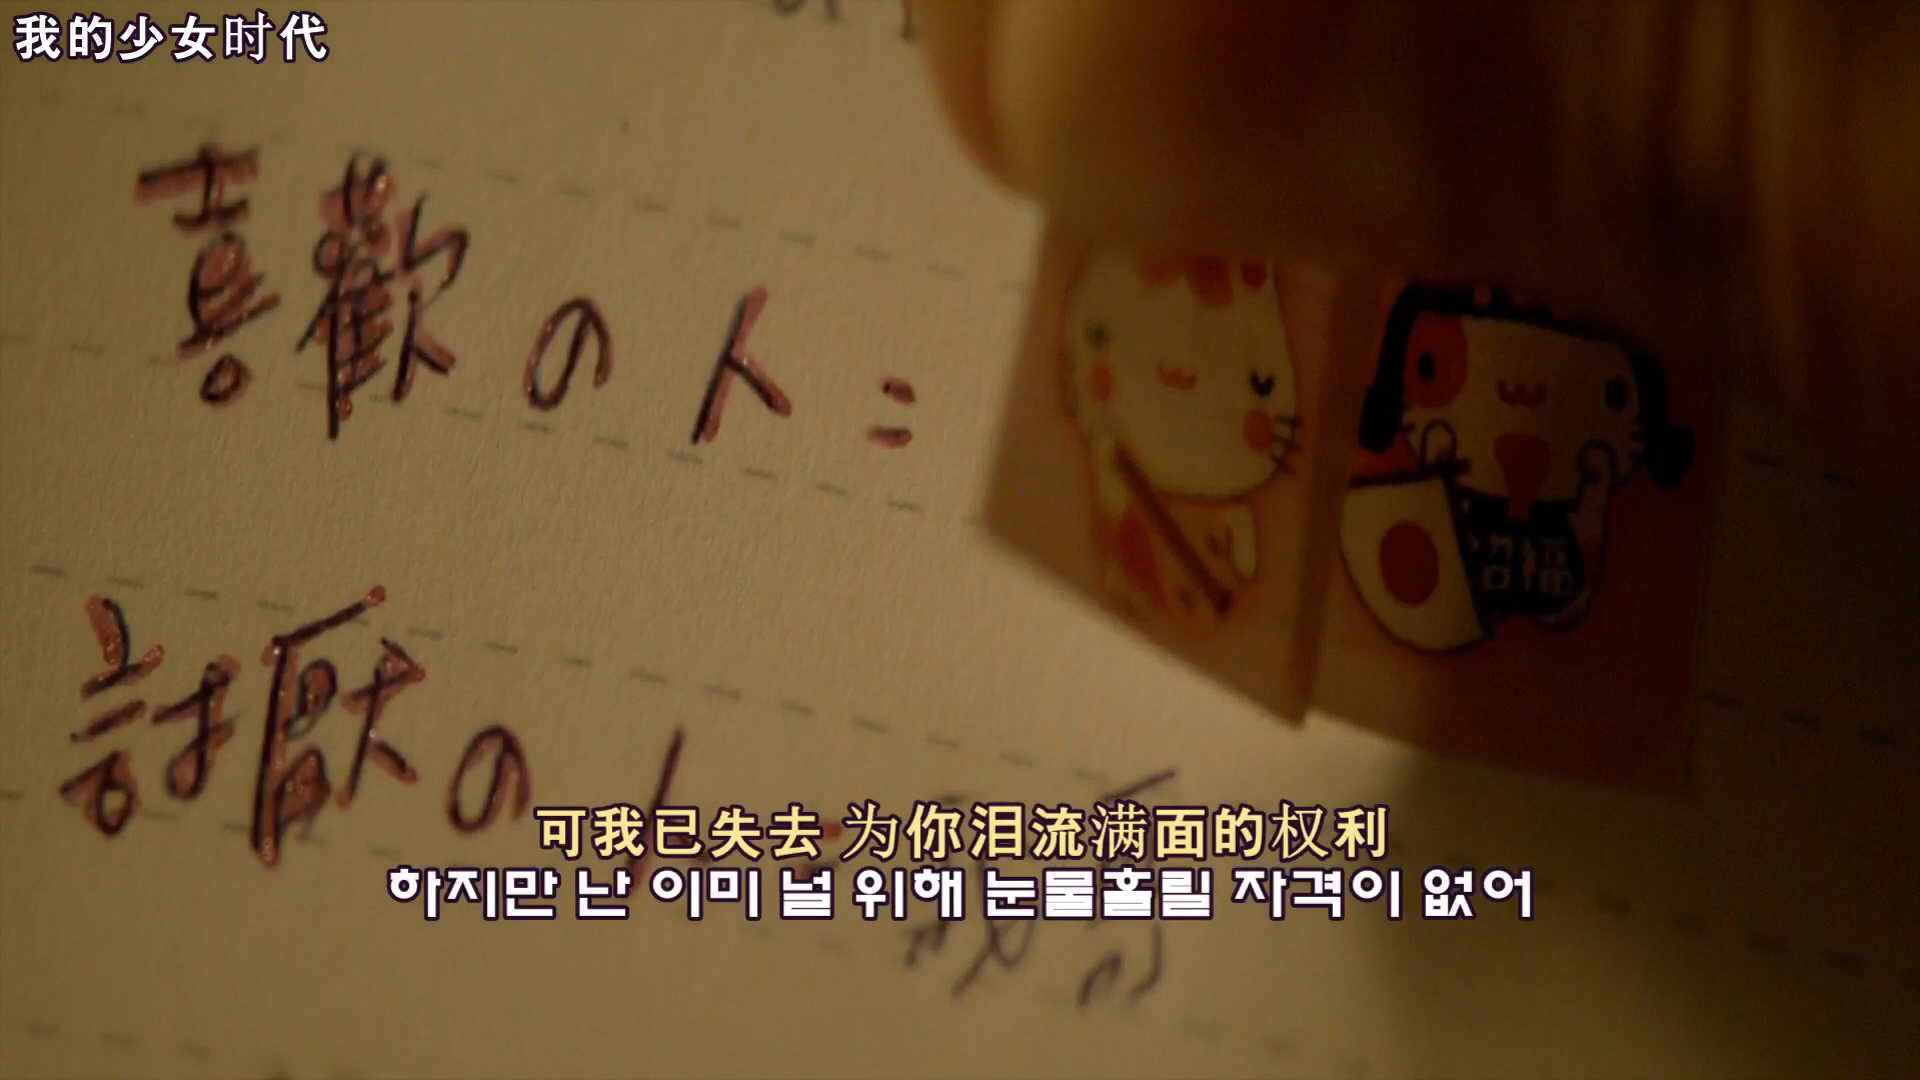 我的少女时代
喜歡の人=
招福
討厭の人
可我已失去 为你泪流满面的权利
하지만 난 이미 널 위해 눈물흘릴 자격이 없어